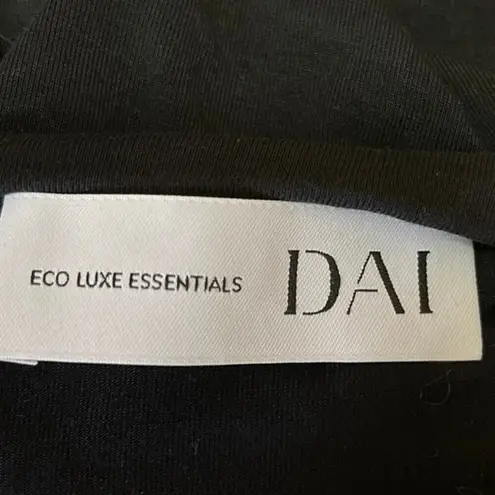 ECO LUXE ESSENTIALS DAI